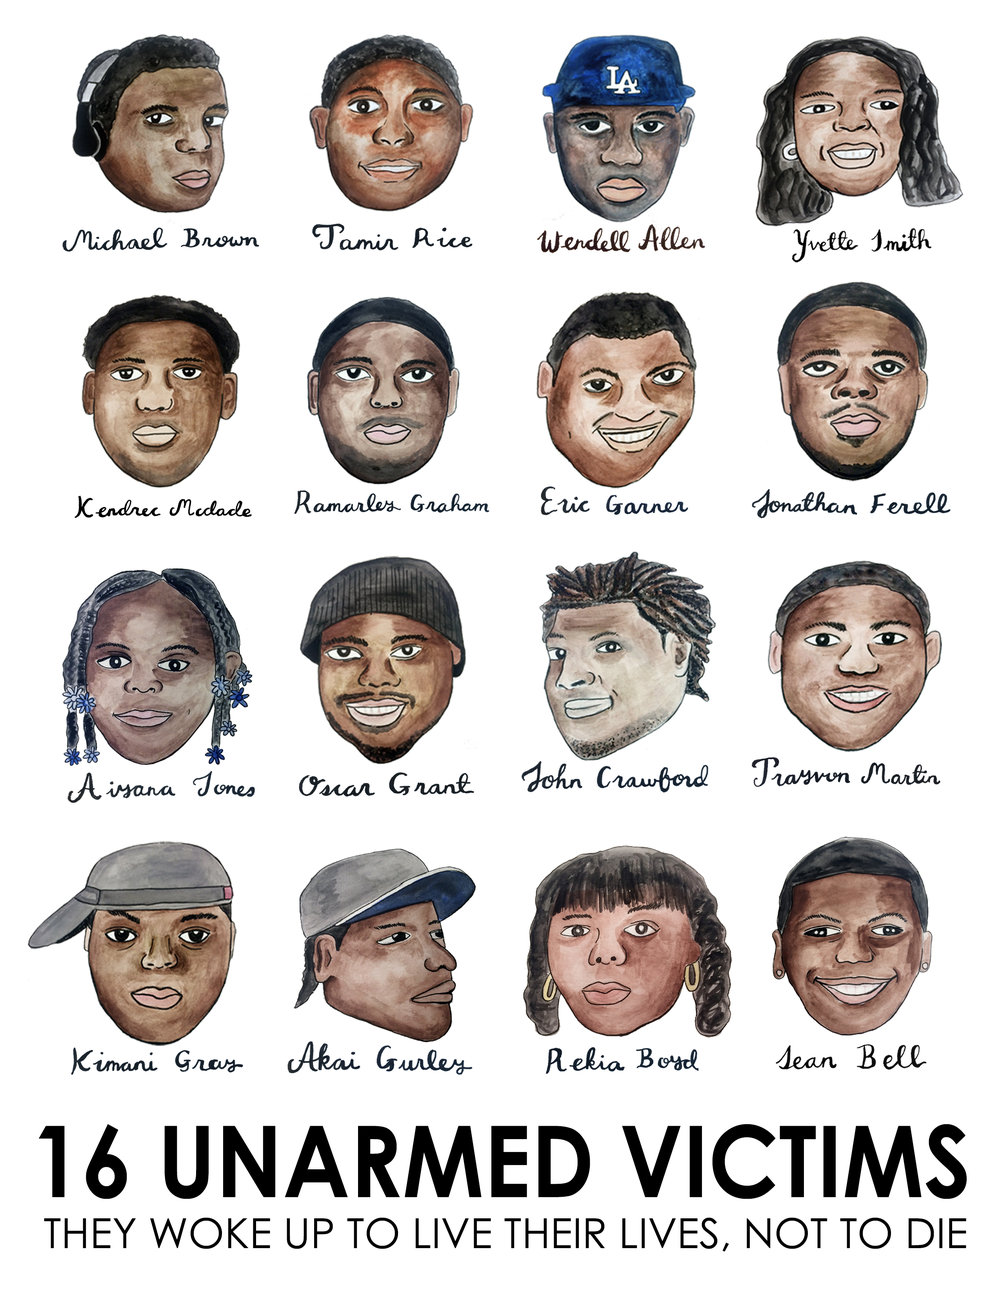 LA
Michael Brown
Tamir Rice
Wendell Allen
Yvette Smith
Kendrec Mcdade
Ramarley Graham
Eric Garner
Jonathan Ferell
Aiyana Jones
Oscar Grant
John Crawford
Trayvon Martin
Kimani Gray
Akai Gurley
Rekia Boyd
Sean Bell
16 UNARMED VICTIMS
THEY WOKE UP TO LIVE THEIR LIVES, NOT TO DIE